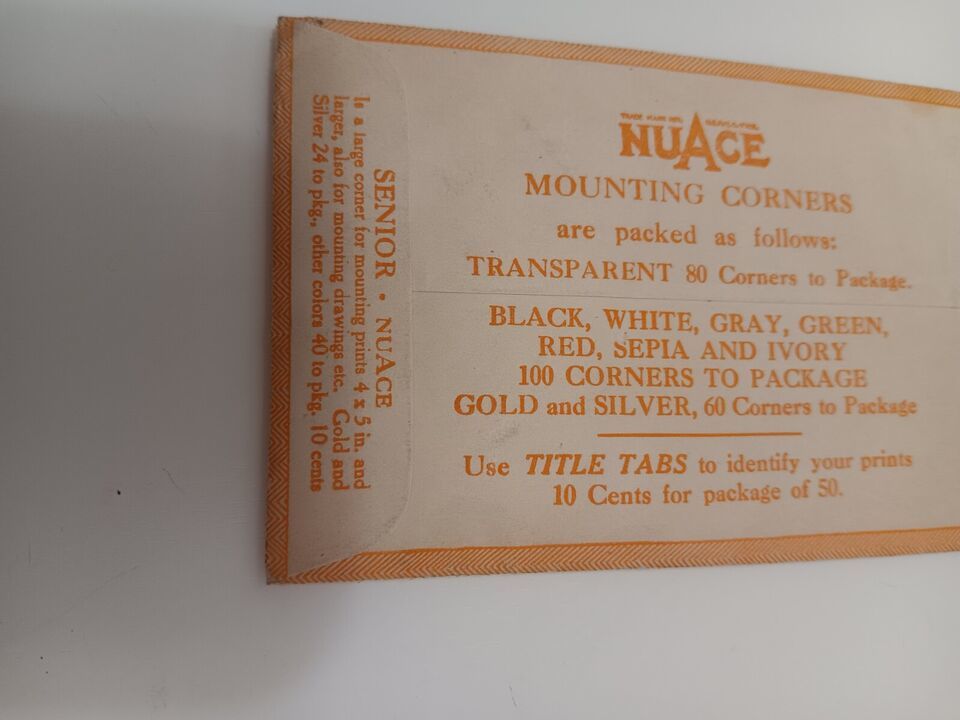 TRADE MARK REG.
NUACE
MOUNTING CORNERS
are packed as follows:
TRANSPARENT 80 Corners to Package.
BLACK, WHITE, GRAY, GREEN,
RED, SEPIA AND IVORY
100 CORNERS TO PACKAGE
GOLD and SILVER, 60 Corners to Package
Use TITLE TABS to identify your prints
10 Cents for package of 50.
SENIOR • NUACE
Is a large corner for mounting prints 4 x 5 in. and
larger, also for mounting drawings etc. Gold and
Silver 24 to pkg., other colors 40 to pkg. 10 cents